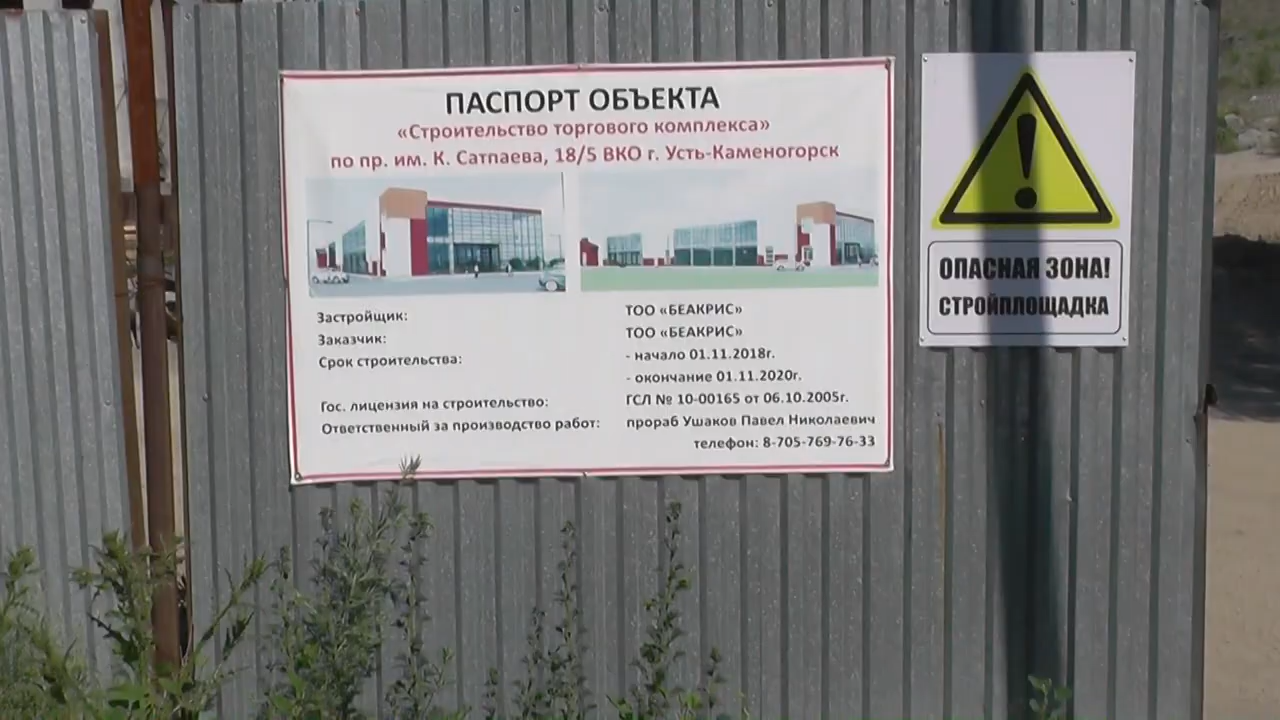 ПАСПОРТ ОБЪЕКТА
«Строительство торгового комплекса»
по пр. им. К. Сатпаева, 18/5 ВКО г. Усть-Каменогорск
Застройщик: ТОО «БЕАКРИС»
Заказчик: ТОО «БЕАКРИС»
Срок строительства: - начало 01.11.2018г.
- окончание 01.11.2020г.
Гос. лицензия на строительство: ГСЛ № 10-00165 от 06.10.2005г.
Ответственный за производство работ: прораб Ушаков Павел Николаевич
телефон: 8-705-769-76-33
ОПАСНАЯ ЗОНА!
СТРОЙПЛОЩАДКА